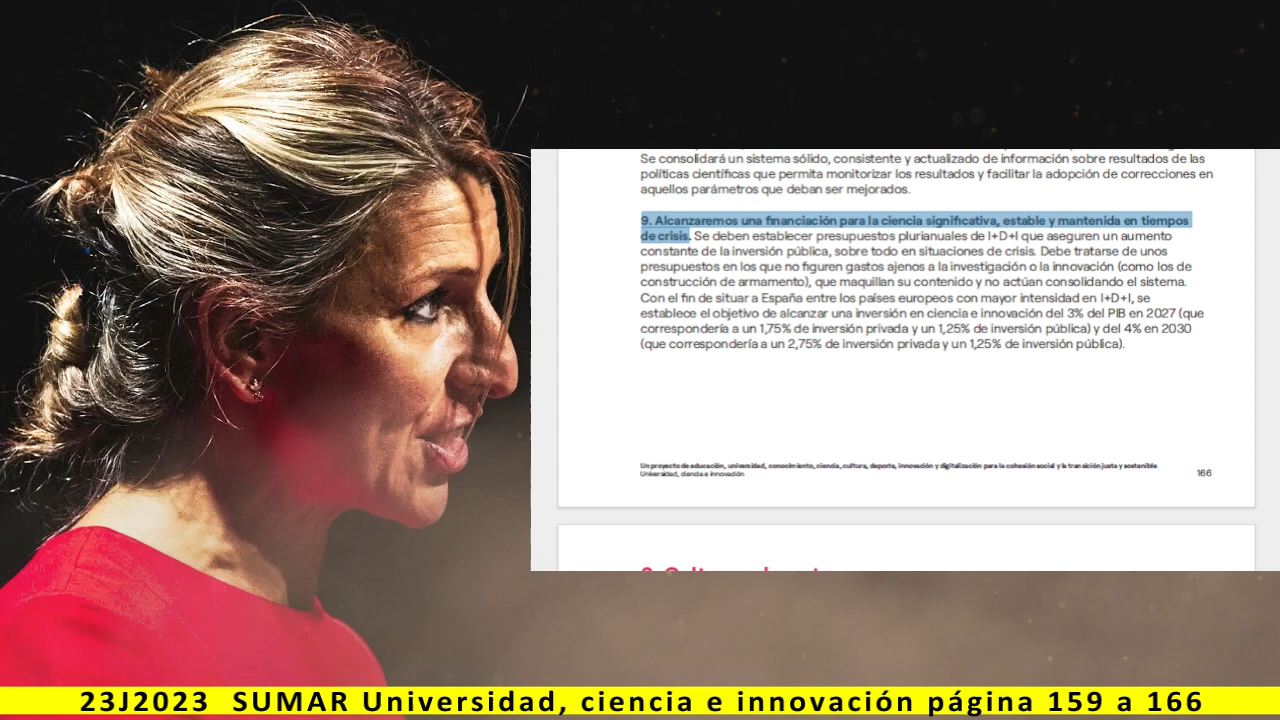 Se consolidará un sistema sólido, consistente y actualizado de información sobre resultados de las
políticas científicas que permita monitorizar los resultados y facilitar la adopción de correcciones en
aquellos parámetros que deban ser mejorados.
9. Alcanzaremos una financiación para la ciencia significativa, estable y mantenida en tiempos
de crisis. Se deben establecer presupuestos plurianuales de I+D+I que aseguren un aumento
constante de la inversión pública, sobre todo en situaciones de crisis. Debe tratarse de unos
presupuestos en los que no figuren gastos ajenos a la investigación o la innovación (como los de
construcción de armamento), que maquillan su contenido y no actúan consolidando el sistema.
Con el fin de situar a España entre los países europeos con mayor intensidad en I+D+I, se
establece el objetivo de alcanzar una inversión en ciencia e innovación del 3% del PIB en 2027 (que
correspondería a un 1,75% de inversión privada y un 1,25% de inversión pública) y del 4% en 2030
(que correspondería a un 2,75% de inversión privada y un 1,25% de inversión pública).
Un proyecto de educación, universidad, conocimiento, ciencia, cultura, deporte, innovación y digitalización para la cohesión social y la transición justa y sostenible
Universidad, ciencia e innovación 166
23J2023 SUMAR Universidad, ciencia e innovación página 159 a 166